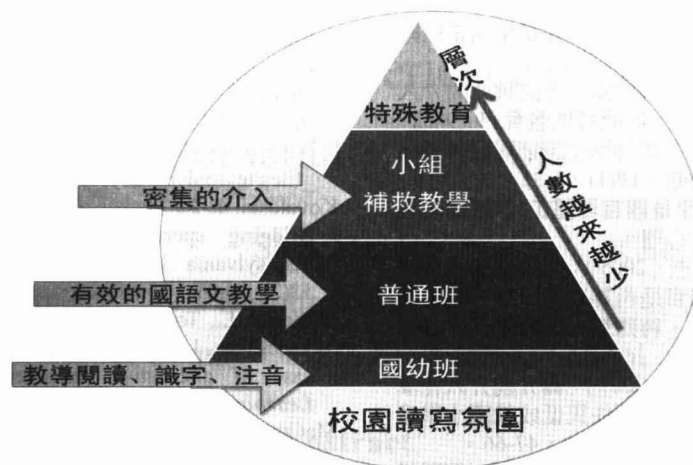 層次
特殊教育
小組
補救教學
密集的介入
人數越來越少
有效的國語文教學
普通班
教導閱讀、識字、注音
國幼班
校園讀寫氛圍